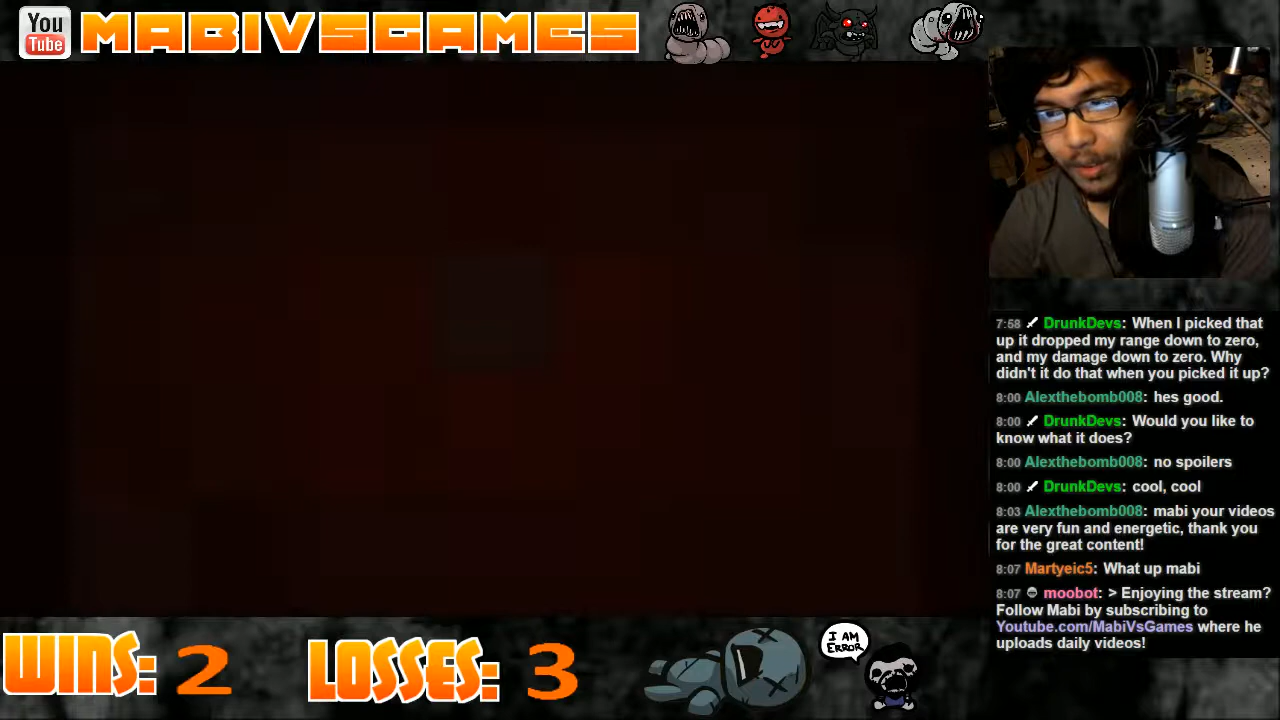 You
Tube
MABIVSGAMES
7:58 DrunkDevs: When I picked that
up it dropped my range down to zero,
and my damage down to zero. Why
didn't it do that when you picked it up?
8:00 Alexthebomb008: hes good.
8:00 DrunkDevs: Would you like to
know what it does?
8:00 Alexthebomb008: no spoilers
8:00 DrunkDevs: cool, cool
8:03 Alexthebomb008: mabi your videos
are very fun and energetic, thank you
for the great content!
8:07 Martyeic5: What up mabi
8:07 moobot: > Enjoying the stream?
Follow Mabi by subscribing to
Youtube.com/MabiVsGames where he
uploads daily videos!
WINS: 2
LOSSES: 3
I AM
ERROR